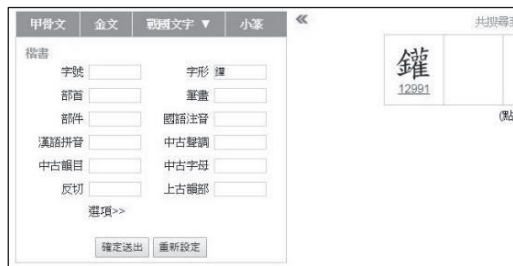 甲骨文 金文 戰國文字 ▼ 小篆 «
共搜尋
楷書
字號 字形 鑵
部首 筆畫
部件 國語注音
漢語拼音 中古聲調
中古韻目 中古字母
反切 上古韻部
選項>>
確定送出 重新設定
鑵
12991
(點